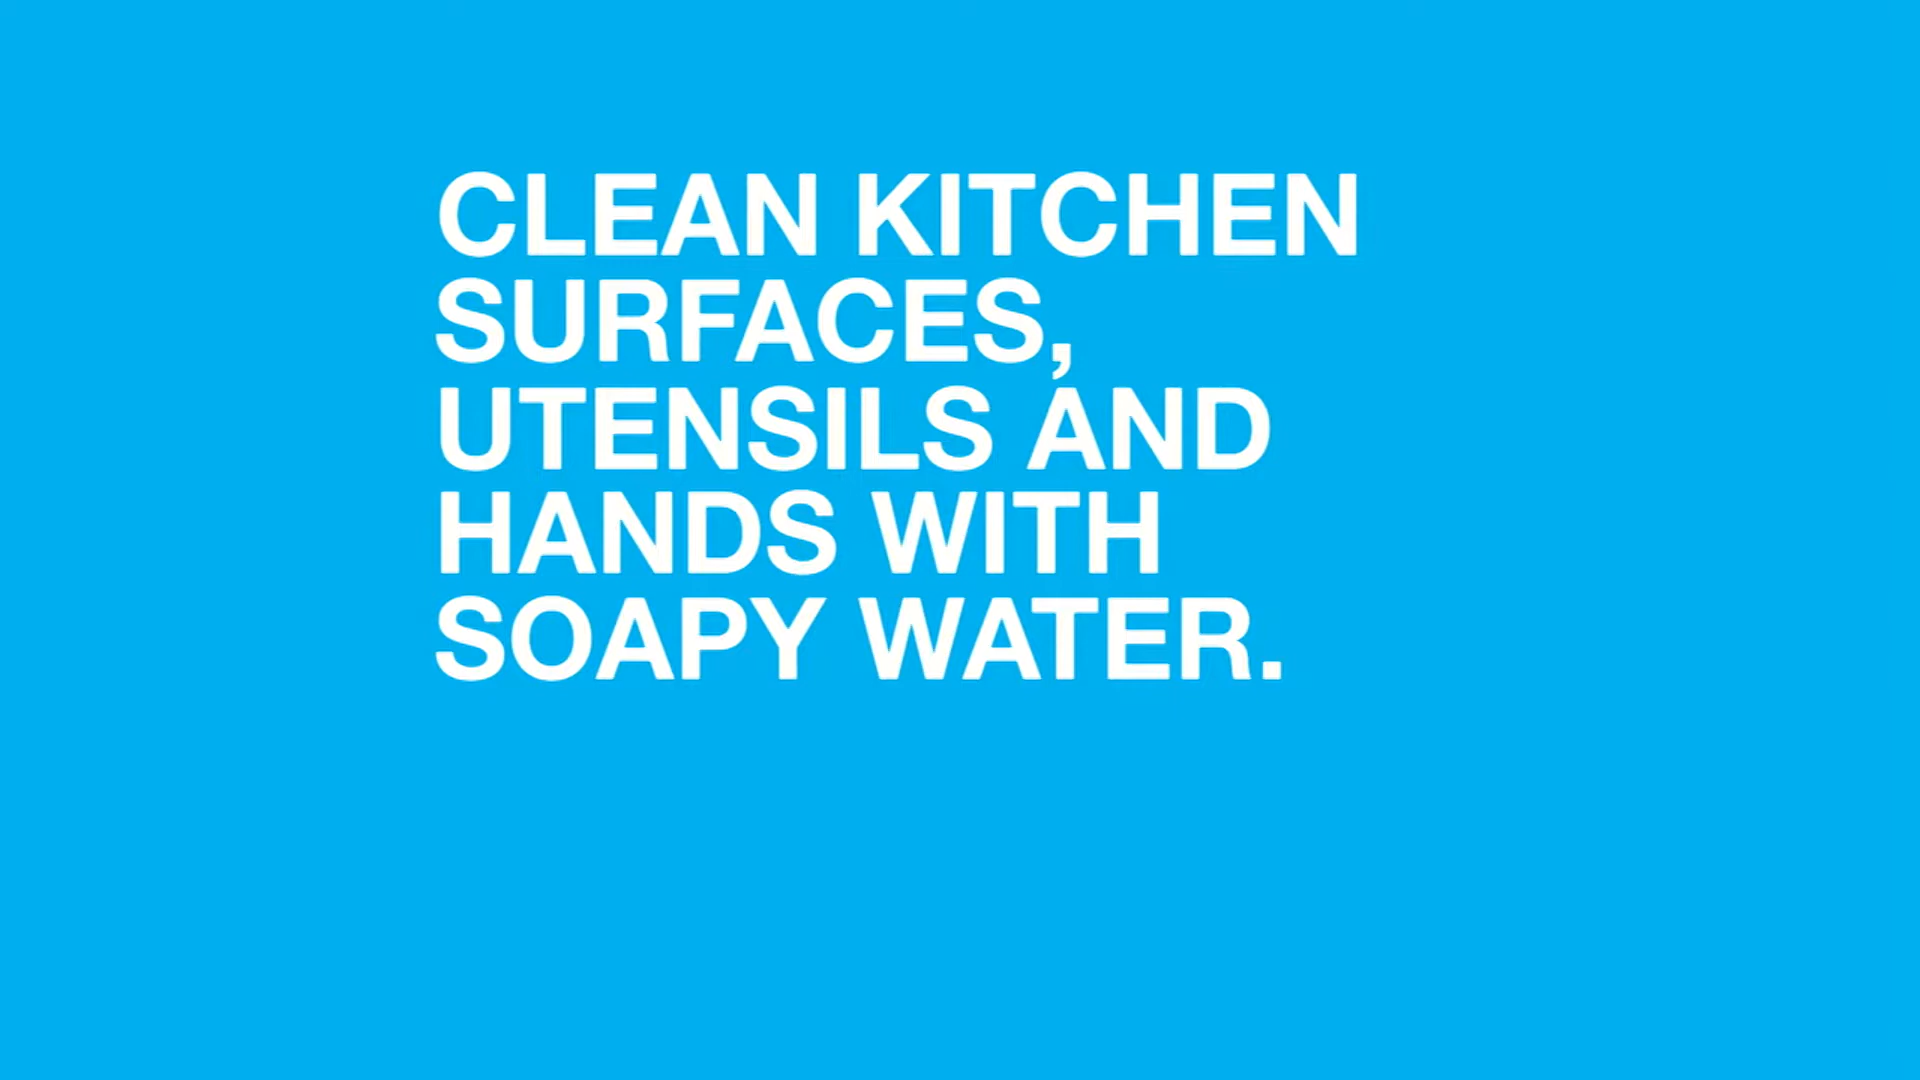 CLEAN KITCHEN
SURFACES,
UTENSILS AND
HANDS WITH
SOAPY WATER.